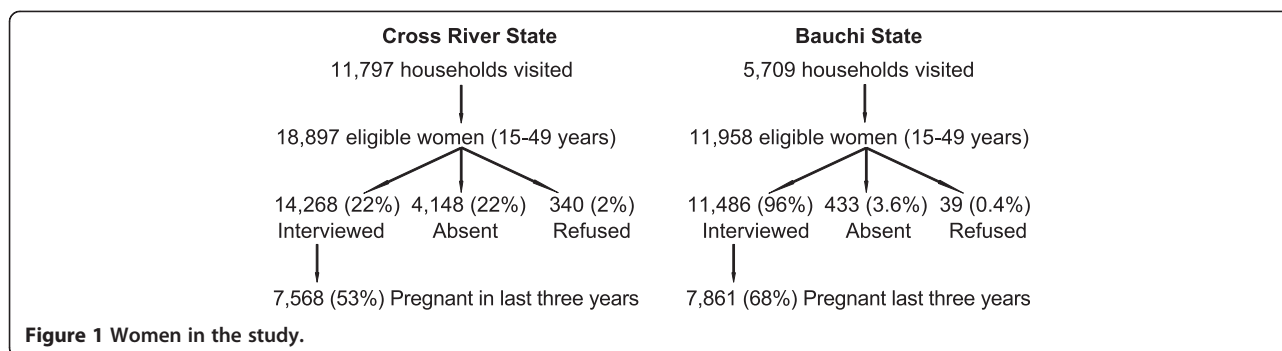 Cross River State
11,797 households visited
18,897 eligible women (15-49 years)
14,268 (22%) 4,148 (22%) 340 (2%)
Interviewed Absent Refused
7,568 (53%) Pregnant in last three years
Bauchi State
5,709 households visited
11,958 eligible women (15-49 years)
11,486 (96%) 433 (3.6%) 39 (0.4%)
Interviewed Absent Refused
7,861 (68%) Pregnant last three years
Figure 1 Women in the study.